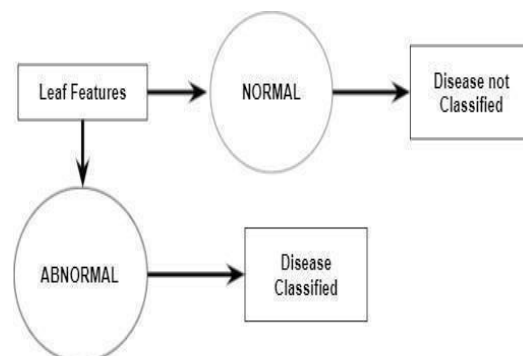 Leaf Features
NORMAL
Disease not
Classified
ABNORMAL
Disease
Classified